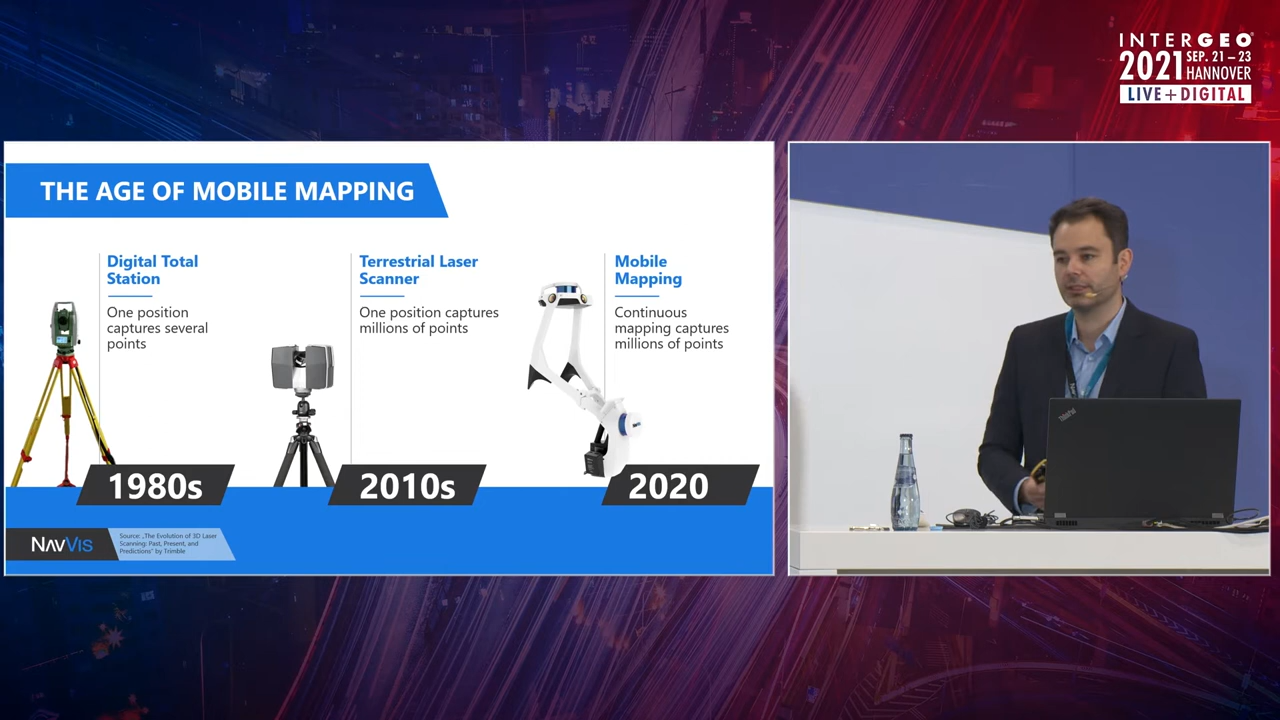 INTERGEO
2021 SEP. 21 – 23
HANNOVER
LIVE + DIGITAL
THE AGE OF MOBILE MAPPING
Digital Total
Station
One position
captures several
points
1980s
Terrestrial Laser
Scanner
One position captures
millions of points
2010s
Mobile
Mapping
Continuous
mapping captures
millions of points
2020
NAVVIS
Source: „The Evolution of 3D Laser
Scanning: Past, Present, and
Predictions" by Trimble
ThinkPad